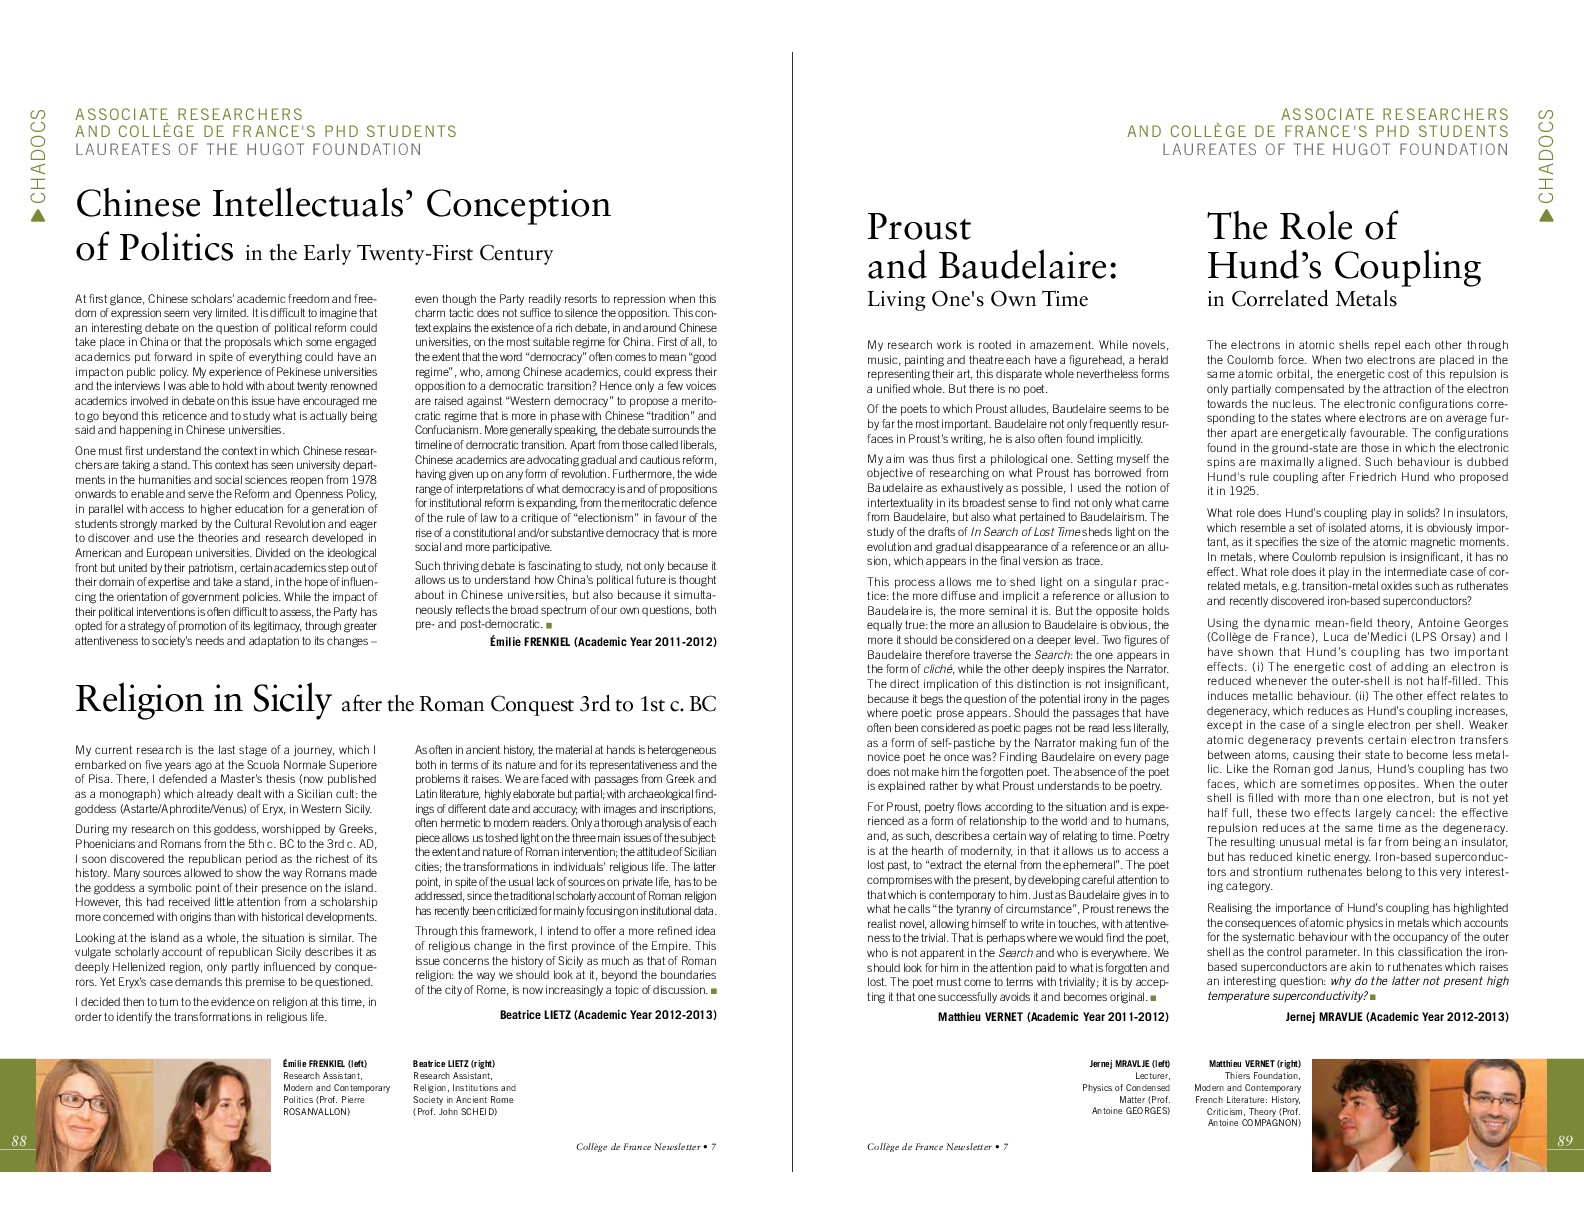 CHADOCS
ASSOCIATE RESEARCHERS
AND COLLÈGE DE FRANCE'S PHD STUDENTS
LAUREATES OF THE HUGOT FOUNDATION
Chinese Intellectuals’ Conception
of Politics in the Early Twenty-First Century
At first glance, Chinese scholars’ academic freedom and free-
dom of expression seem very limited. It is difficult to imagine that
an interesting debate on the question of political reform could
take place in China or that the proposals which some engaged
academics put forward in spite of everything could have an
impact on public policy. My experience of Pekinese universities
and the interviews I was able to hold with about twenty renowned
academics involved in debate on this issue have encouraged me
to go beyond this reticence and to study what is actually being
said and happening in Chinese universities.
One must first understand the context in which Chinese resear-
chers are taking a stand. This context has seen university depart-
ments in the humanities and social sciences reopen from 1978
onwards to enable and serve the Reform and Openness Policy,
in parallel with access to higher education for a generation of
students strongly marked by the Cultural Revolution and eager
to discover and use the theories and research developed in
American and European universities. Divided on the ideological
front but united by their patriotism, certain academics step out of
their domain of expertise and take a stand, in the hope of influen-
cing the orientation of government policies. While the impact of
their political interventions is often difficult to assess, the Party has
opted for a strategy of promotion of its legitimacy, through greater
attentiveness to society’s needs and adaptation to its changes –
even though the Party readily resorts to repression when this
charm tactic does not suffice to silence the opposition. This con-
text explains the existence of a rich debate, in and around Chinese
universities, on the most suitable regime for China. First of all, to
the extent that the word “democracy” often comes to mean “good
regime”, who, among Chinese academics, could express their
opposition to a democratic transition? Hence only a few voices
are raised against “Western democracy” to propose a merito-
cratic regime that is more in phase with Chinese “tradition” and
Confucianism. More generally speaking, the debate surrounds the
timeline of democratic transition. Apart from those called liberals,
Chinese academics are advocating gradual and cautious reform,
having given up on any form of revolution. Furthermore, the wide
range of interpretations of what democracy is and of propositions
for institutional reform is expanding, from the meritocratic defence
of the rule of law to a critique of “electionism” in favour of the
rise of a constitutional and/or substantive democracy that is more
social and more participative.
Such thriving debate is fascinating to study, not only because it
allows us to understand how China’s political future is thought
about in Chinese universities, but also because it simulta-
neously reflects the broad spectrum of our own questions, both
pre- and post-democratic.
Émilie FRENKIEL (Academic Year 2011-2012)
Religion in Sicily after the Roman Conquest 3rd to 1st c. BC
My current research is the last stage of a journey, which I
embarked on five years ago at the Scuola Normale Superiore
of Pisa. There, I defended a Master’s thesis (now published
as a monograph) which already dealt with a Sicilian cult: the
goddess (Astarte/Aphrodite/Venus) of Eryx, in Western Sicily.
During my research on this goddess, worshipped by Greeks,
Phoenicians and Romans from the 5th c. BC to the 3rd c. AD,
I soon discovered the republican period as the richest of its
history. Many sources allowed to show the way Romans made
the goddess a symbolic point of their presence on the island.
However, this had received little attention from a scholarship
more concerned with origins than with historical developments.
Looking at the island as a whole, the situation is similar. The
vulgate scholarly account of republican Sicily describes it as
deeply Hellenized region, only partly influenced by conque-
rors. Yet Eryx’s case demands this premise to be questioned.
I decided then to turn to the evidence on religion at this time, in
order to identify the transformations in religious life.
As often in ancient history, the material at hands is heterogeneous
both in terms of its nature and for its representativeness and the
problems it raises. We are faced with passages from Greek and
Latin literature, highly elaborate but partial; with archaeological find-
ings of different date and accuracy; with images and inscriptions,
often hermetic to modern readers. Only a thorough analysis of each
piece allows us to shed light on the three main issues of the subject:
the extent and nature of Roman intervention; the attitude of Sicilian
cities; the transformations in individuals’ religious life. The latter
point, in spite of the usual lack of sources on private life, has to be
addressed, since the traditional scholarly account of Roman religion
has recently been criticized for mainly focusing on institutional data.
Through this framework, I intend to offer a more refined idea
of religious change in the first province of the Empire. This
issue concerns the history of Sicily as much as that of Roman
religion: the way we should look at it, beyond the boundaries
of the city of Rome, is now increasingly a topic of discussion.
Beatrice LIETZ (Academic Year 2012-2013)
Émilie FRENKIEL (left)
Research Assistant,
Modern and Contemporary
Politics (Prof. Pierre
ROSANVALLON)
Beatrice LIETZ (right)
Research Assistant,
Religion, Institutions and
Society in Ancient Rome
(Prof. John SCHEID)
88
Collège de France Newsletter • 7
ASSOCIATE RESEARCHERS
AND COLLÈGE DE FRANCE'S PHD STUDENTS
LAUREATES OF THE HUGOT FOUNDATION
CHADOCS
Proust
and Baudelaire:
Living One's Own Time
My research work is rooted in amazement. While novels,
music, painting and theatre each have a figurehead, a herald
representing their art, this disparate whole nevertheless forms
a unified whole. But there is no poet.
Of the poets to which Proust alludes, Baudelaire seems to be
by far the most important. Baudelaire not only frequently resur-
faces in Proust’s writing, he is also often found implicitly.
My aim was thus first a philological one. Setting myself the
objective of researching on what Proust has borrowed from
Baudelaire as exhaustively as possible, I used the notion of
intertextuality in its broadest sense to find not only what came
from Baudelaire, but also what pertained to Baudelairism. The
study of the drafts of In Search of Lost Time sheds light on the
evolution and gradual disappearance of a reference or an allu-
sion, which appears in the final version as trace.
This process allows me to shed light on a singular prac-
tice: the more diffuse and implicit a reference or allusion to
Baudelaire is, the more seminal it is. But the opposite holds
equally true: the more an allusion to Baudelaire is obvious, the
more it should be considered on a deeper level. Two figures of
Baudelaire therefore traverse the Search: the one appears in
the form of cliché, while the other deeply inspires the Narrator.
The direct implication of this distinction is not insignificant,
because it begs the question of the potential irony in the pages
where poetic prose appears. Should the passages that have
often been considered as poetic pages not be read less literally,
as a form of self-pastiche by the Narrator making fun of the
novice poet he once was? Finding Baudelaire on every page
does not make him the forgotten poet. The absence of the poet
is explained rather by what Proust understands to be poetry.
For Proust, poetry flows according to the situation and is expe-
rienced as a form of relationship to the world and to humans,
and, as such, describes a certain way of relating to time. Poetry
is at the hearth of modernity, in that it allows us to access a
lost past, to “extract the eternal from the ephemeral”. The poet
compromises with the present, by developing careful attention to
that which is contemporary to him. Just as Baudelaire gives in to
what he calls “the tyranny of circumstance”, Proust renews the
realist novel, allowing himself to write in touches, with attentive-
ness to the trivial. That is perhaps where we would find the poet,
who is not apparent in the Search and who is everywhere. We
should look for him in the attention paid to what is forgotten and
lost. The poet must come to terms with triviality; it is by accep-
ting it that one successfully avoids it and becomes original.
Matthieu VERNET (Academic Year 2011-2012)
The Role of
Hund’s Coupling
in Correlated Metals
The electrons in atomic shells repel each other through
the Coulomb force. When two electrons are placed in the
same atomic orbital, the energetic cost of this repulsion is
only partially compensated by the attraction of the electron
towards the nucleus. The electronic configurations corre-
sponding to the states where electrons are on average fur-
ther apart are energetically favourable. The configurations
found in the ground-state are those in which the electronic
spins are maximally aligned. Such behaviour is dubbed
Hund’s rule coupling after Friedrich Hund who proposed
it in 1925.
What role does Hund’s coupling play in solids? In insulators,
which resemble a set of isolated atoms, it is obviously impor-
tant, as it specifies the size of the atomic magnetic moments.
In metals, where Coulomb repulsion is insignificant, it has no
effect. What role does it play in the intermediate case of cor-
related metals, e.g. transition-metal oxides such as ruthenates
and recently discovered iron-based superconductors?
Using the dynamic mean-field theory, Antoine Georges
(Collège de France), Luca de’Medici (LPS Orsay) and I
have shown that Hund’s coupling has two important
effects. (i) The energetic cost of adding an electron is
reduced whenever the outer-shell is not half-filled. This
induces metallic behaviour. (ii) The other effect relates to
degeneracy, which reduces as Hund’s coupling increases,
except in the case of a single electron per shell. Weaker
atomic degeneracy prevents certain electron transfers
between atoms, causing their state to become less metal-
lic. Like the Roman god Janus, Hund’s coupling has two
faces, which are sometimes opposites. When the outer
shell is filled with more than one electron, but is not yet
half full, these two effects largely cancel: the effective
repulsion reduces at the same time as the degeneracy.
The resulting unusual metal is far from being an insulator,
but has reduced kinetic energy. Iron-based superconduc-
tors and strontium ruthenates belong to this very interest-
ing category.
Realising the importance of Hund’s coupling has highlighted
the consequences of atomic physics in metals which accounts
for the systematic behaviour with the occupancy of the outer
shell as the control parameter. In this classification the iron-
based superconductors are akin to ruthenates which raises
an interesting question: why do the latter not present high
temperature superconductivity?
Jernej MRAVLJE (Academic Year 2012-2013)
Jernej MRAVLJE (left)
Lecturer,
Physics of Condensed
Matter (Prof.
Antoine GEORGES)
Matthieu VERNET (right)
Thiers Foundation,
Modern and Contemporary
French Literature: History,
Criticism, Theory (Prof.
Antoine COMPAGNON)
Collège de France Newsletter • 7
89